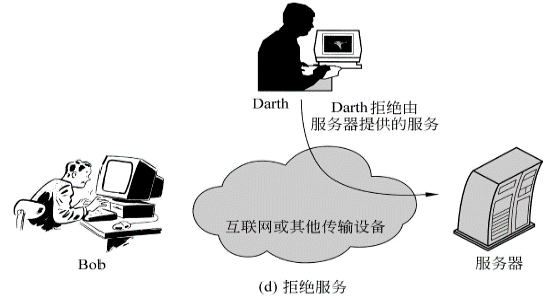 Darth
Darth 拒绝由
服务器提供的服务
互联网或其他传输设备
Bob
服务器
(d) 拒绝服务